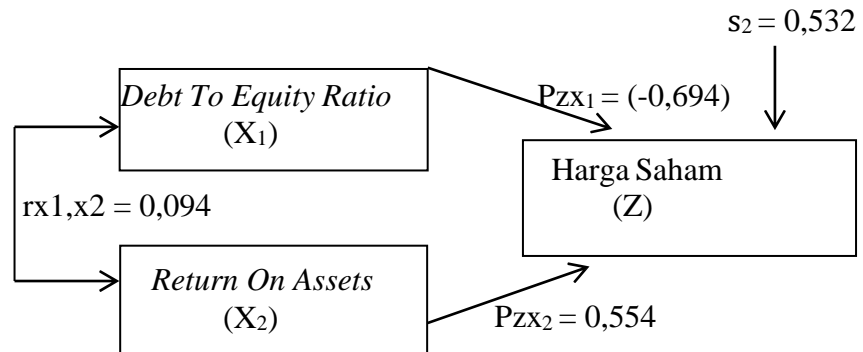 s₂ = 0,532
Debt To Equity Ratio
(X₁)
Pzx₁ = (-0,694)
Harga Saham
(Z)
rx1,x2 = 0,094
Return On Assets
(X₂)
Pzx₂ = 0,554